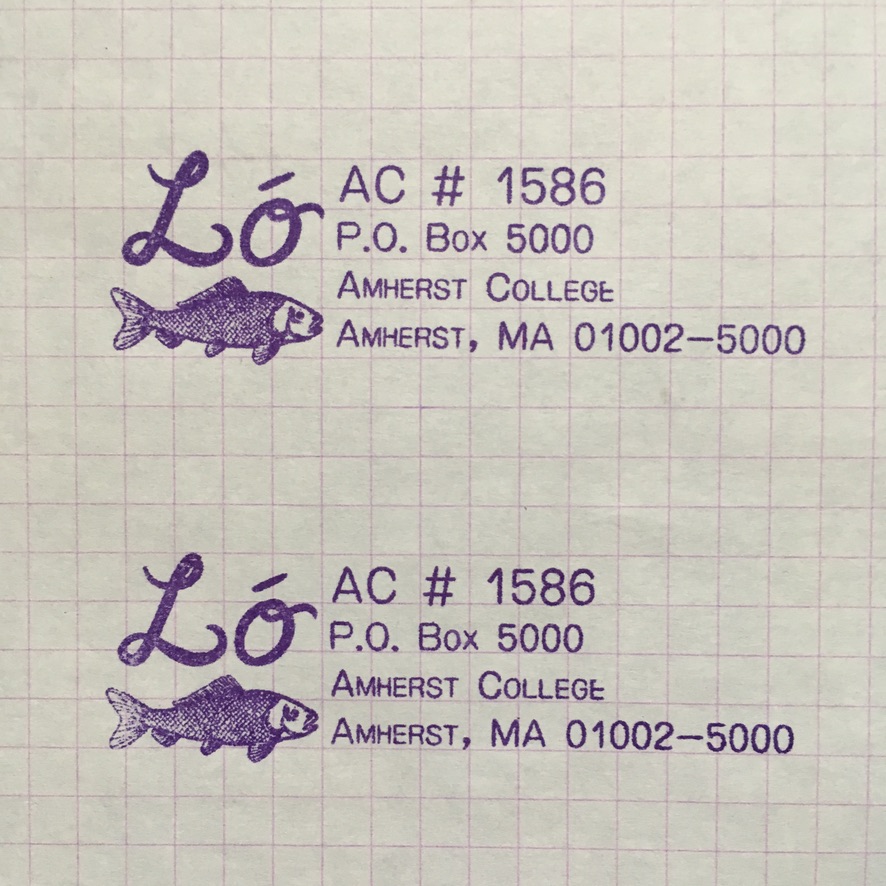 Ló
AC # 1586
P.O. Box 5000
AMHERST COLLEGE
AMHERST, MA 01002-5000
Ló
AC # 1586
P.O. Box 5000
AMHERST COLLEGE
AMHERST, MA 01002-5000